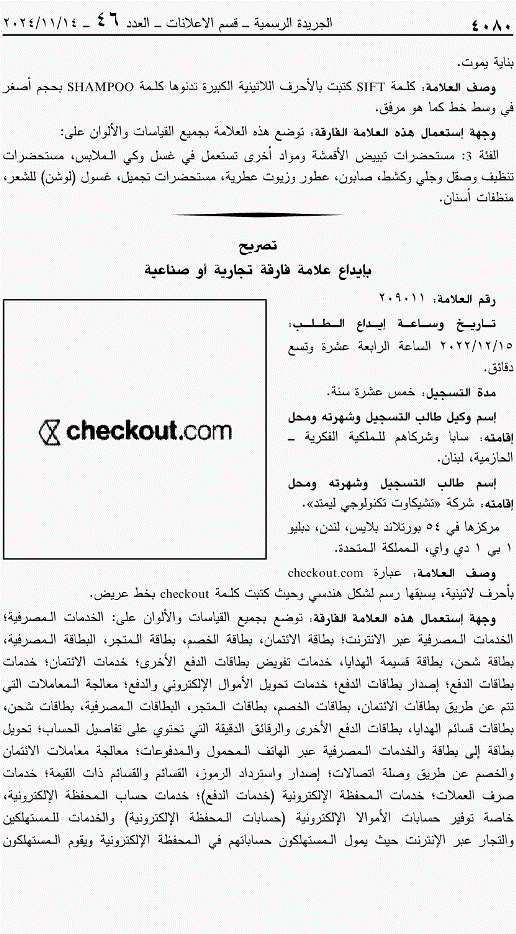 ٤٠٨٠ الجريدة الرسمية ــ قسم الاعلانات ــ العدد ٤٦ ــ ٢٠٢٤/١١/١٤
بناية يموت.
وصف العلامة: كلمة SIFT كتبت بالأحرف اللاتينية الكبيرة تدنوها كلمة SHAMPOO بحجم أصغر
في وسط خط كما هو مرفق.
وجهة إستعمال هذه العلامة الفارقة: توضع هذه العلامة بجميع القياسات والألوان على:
الفئة 3: مستحضرات تبييض الأقمشة ومواد أخرى تستعمل في غسل وكي الملابس، مستحضرات
تنظيف وصقل وجلي وكشط، صابون، عطور وزيوت عطرية، مستحضرات تجميل، غسول (لوشن) للشعر،
منظفات أسنان.
تصريح
بإيداع علامة فارقة تجارية أو صناعية
رقم العلامة: ٢٠٩٠١١
تاريخ وساعة إيداع الطلب:
٢٠٢٢/١٢/١٥ الساعة الرابعة عشرة وتسع
دقائق.
مدة التسجيل: خمس عشرة سنة.
إسم وكيل طالب التسجيل وشهرته ومحل
إقامته: سابا وشركاهم للملكية الفكرية ــ
الحازمية، لبنان.
إسم طالب التسجيل وشهرته ومحل
إقامته: شركة «تشيكاوت تكنولوجي ليمتد».
مركزها في ٥٤ بورتلاند بلايس، لندن، دبليو
١ بي ١ دي واي، المملكة المتحدة.
وصف العلامة: عبارة checkout.com
checkout.com
بأحرف لاتينية، يسبقها رسم لشكل هندسي وحيث كتبت كلمة checkout بخط عريض.
وجهة إستعمال هذه العلامة الفارقة: توضع بجميع القياسات والألوان على: الخدمات المصرفية؛
الخدمات المصرفية عبر الانترنت؛ بطاقة الائتمان، بطاقة الخصم، بطاقة المتجر، البطاقة المصرفية،
بطاقة شحن، بطاقة قسيمة الهدايا، خدمات تفويض بطاقات الدفع الأخرى؛ خدمات الائتمان؛ خدمات
بطاقات الدفع؛ إصدار بطاقات الدفع؛ خدمات تحويل الأموال الإلكتروني والدفع؛ معالجة المعاملات التي
تتم عن طريق بطاقات الائتمان، بطاقات الخصم، بطاقات المتجر، البطاقات المصرفية، بطاقات شحن،
بطاقات قسائم الهدايا، بطاقات الدفع الأخرى والرقائق الدقيقة التي تحتوي على تفاصيل الحساب؛ تحويل
بطاقة إلى بطاقة والخدمات المصرفية عبر الهاتف المحمول والمدفوعات؛ معالجة معاملات الائتمان
والخصم عن طريق وصلة اتصالات؛ إصدار واسترداد الرموز، القسائم والقسائم ذات القيمة؛ خدمات
صرف العملات؛ خدمات المحفظة الإلكترونية (خدمات الدفع)؛ خدمات حساب المحفظة الإلكترونية،
خاصة توفير حسابات الأموالا الإلكترونية (حسابات المحفظة الإلكترونية) والخدمات للمستهلكين
والتجار عبر الإنترنت حيث يمول المستهلكون حساباتهم في المحفظة الإلكترونية ويقوم المستهلكون